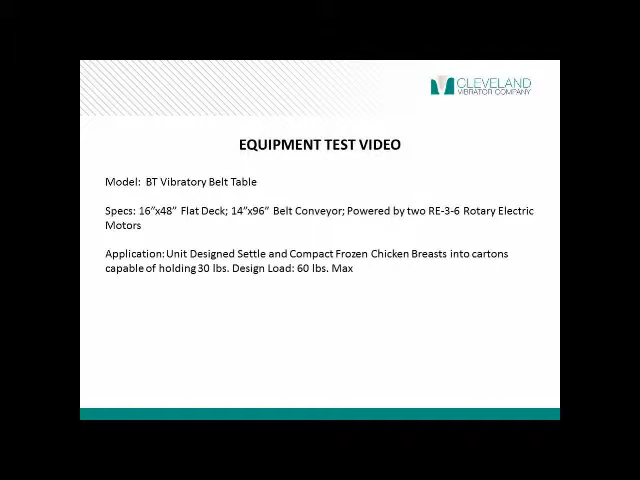 CLEVELAND
VIBRATOR COMPANY
EQUIPMENT TEST VIDEO
Model: BT Vibratory Belt Table
Specs: 16”x48” Flat Deck; 14”x96” Belt Conveyor; Powered by two RE-3-6 Rotary Electric
Motors
Application: Unit Designed Settle and Compact Frozen Chicken Breasts into cartons
capable of holding 30 lbs. Design Load: 60 lbs. Max